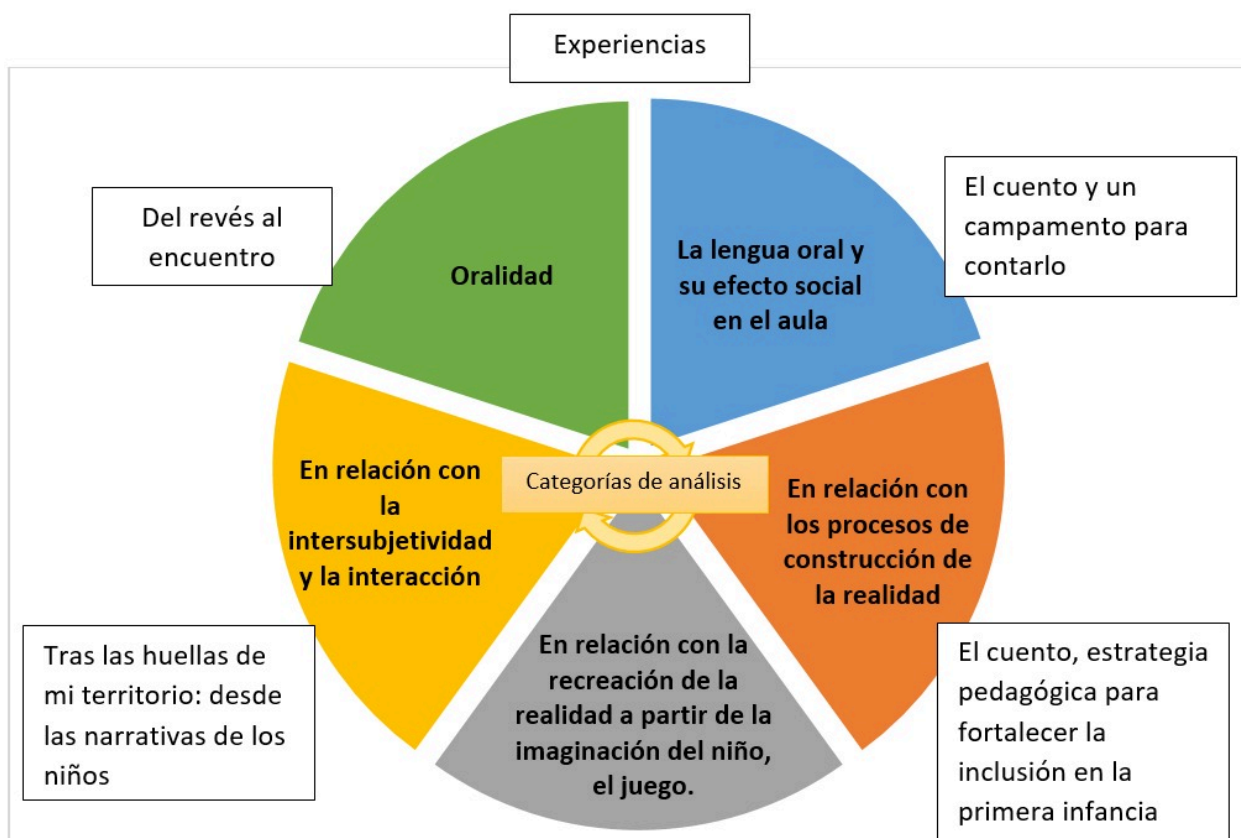 Experiencias
Del revés al
encuentro
Oralidad
La lengua oral y
su efecto social
en el aula
El cuento y un
campamento para
contarlo
En relación con
la
intersubjetividad
y la interacción
Categorías de análisis
En relación con
los procesos de
construcción de
la realidad
Tras las huellas de
mi territorio: desde
las narrativas de los
niños
En relación con la
recreación de la
realidad a partir de la
imaginación del niño,
el juego.
El cuento, estrategia
pedagógica para
fortalecer la
inclusión en la
primera infancia